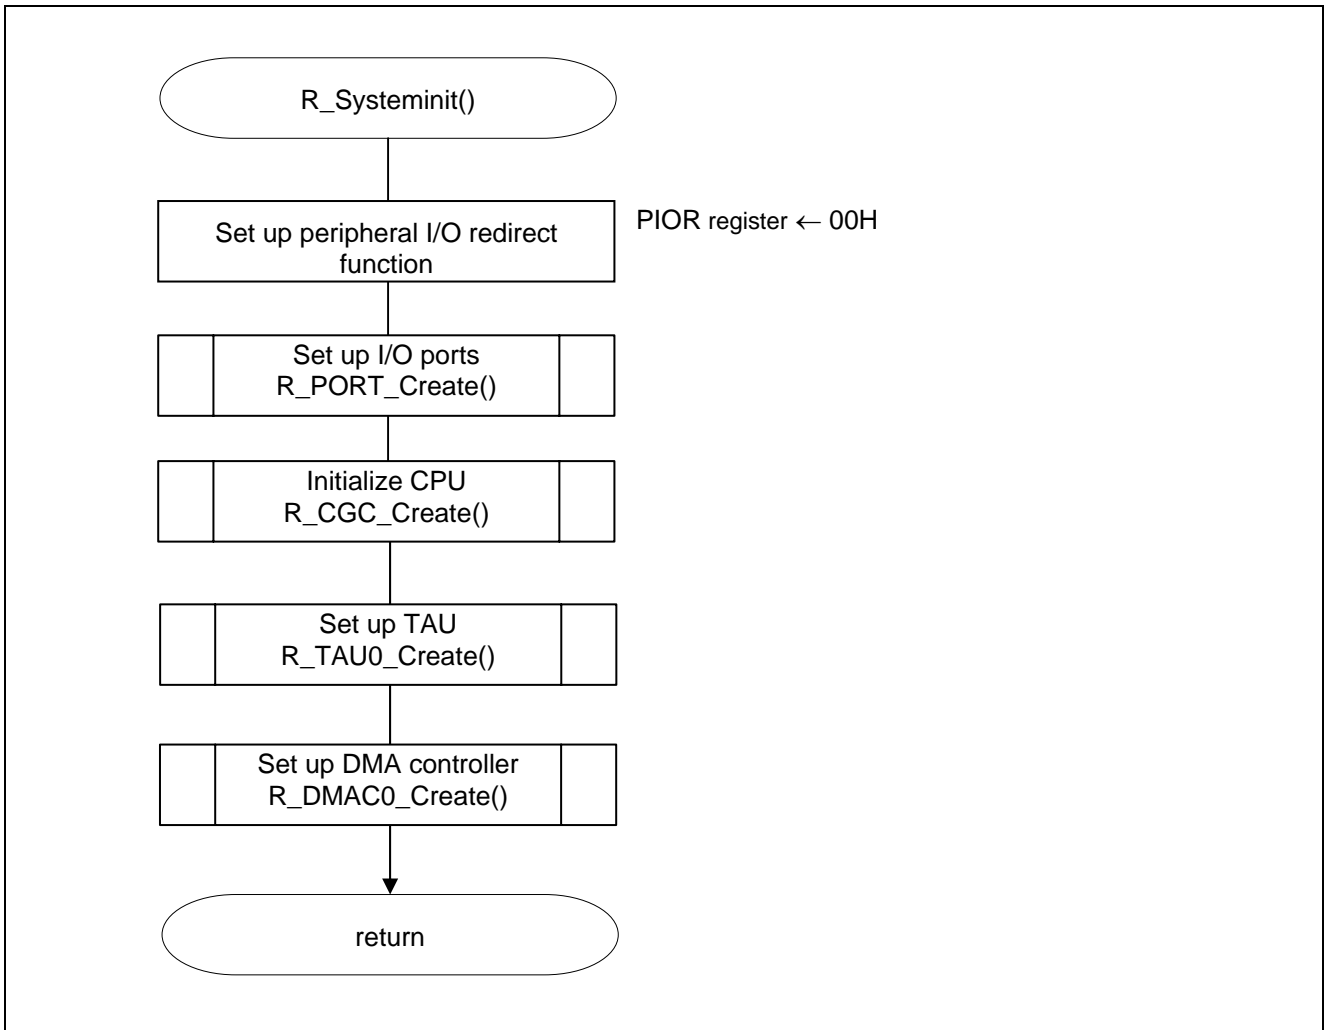 R_Systeminit()
Set up peripheral I/O redirect
function
PIOR register ← 00H
Set up I/O ports
R_PORT_Create()
Initialize CPU
R_CGC_Create()
Set up TAU
R_TAU0_Create()
Set up DMA controller
R_DMAC0_Create()
return